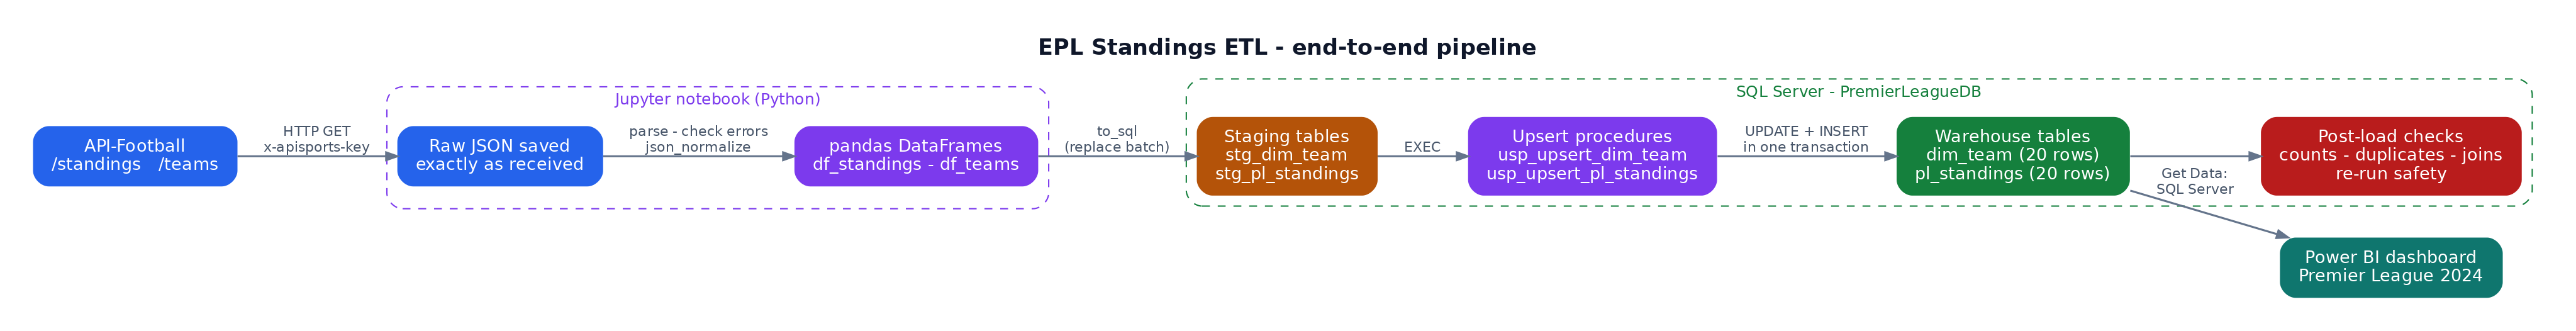 EPL Standings ETL - end-to-end pipeline
Jupyter notebook (Python)
SQL Server - PremierLeagueDB
API-Football
/standings   /teams
HTTP GET
x-apisports-key
Raw JSON saved
exactly as received
parse - check errors
json_normalize
pandas DataFrames
df_standings - df_teams
to_sql
(replace batch)
Staging tables
stg_dim_team
stg_pl_standings
EXEC
Upsert procedures
usp_upsert_dim_team
usp_upsert_pl_standings
UPDATE + INSERT
in one transaction
Warehouse tables
dim_team (20 rows)
pl_standings (20 rows)
Post-load checks
counts - duplicates - joins
re-run safety
Get Data:
SQL Server
Power BI dashboard
Premier League 2024